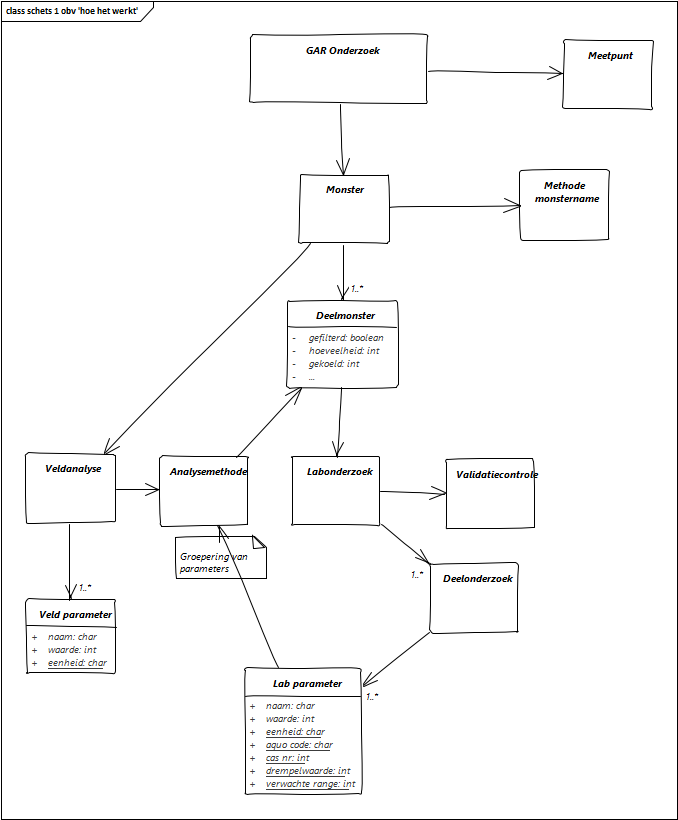 class schets 1 obv 'hoe het werkt'
GAR Onderzoek
Meetpunt
Monster
Methode
monstername
1..*
Deelmonster
- gefilterd: boolean
- hoeveelheid: int
- gekoeld: int
- ...
Veldanalyse
Analysemethode
Labonderzoek
Validatiecontrole
Groepering van
parameters
1..*
Deelonderzoek
1..*
Veld parameter
+ naam: char
+ waarde: int
+ eenheid: char
Lab parameter
1..*
+ naam: char
+ waarde: int
+ eenheid: char
+ aquo code: char
+ cas nr: int
+ drempelwaarde: int
+ verwachte range: int